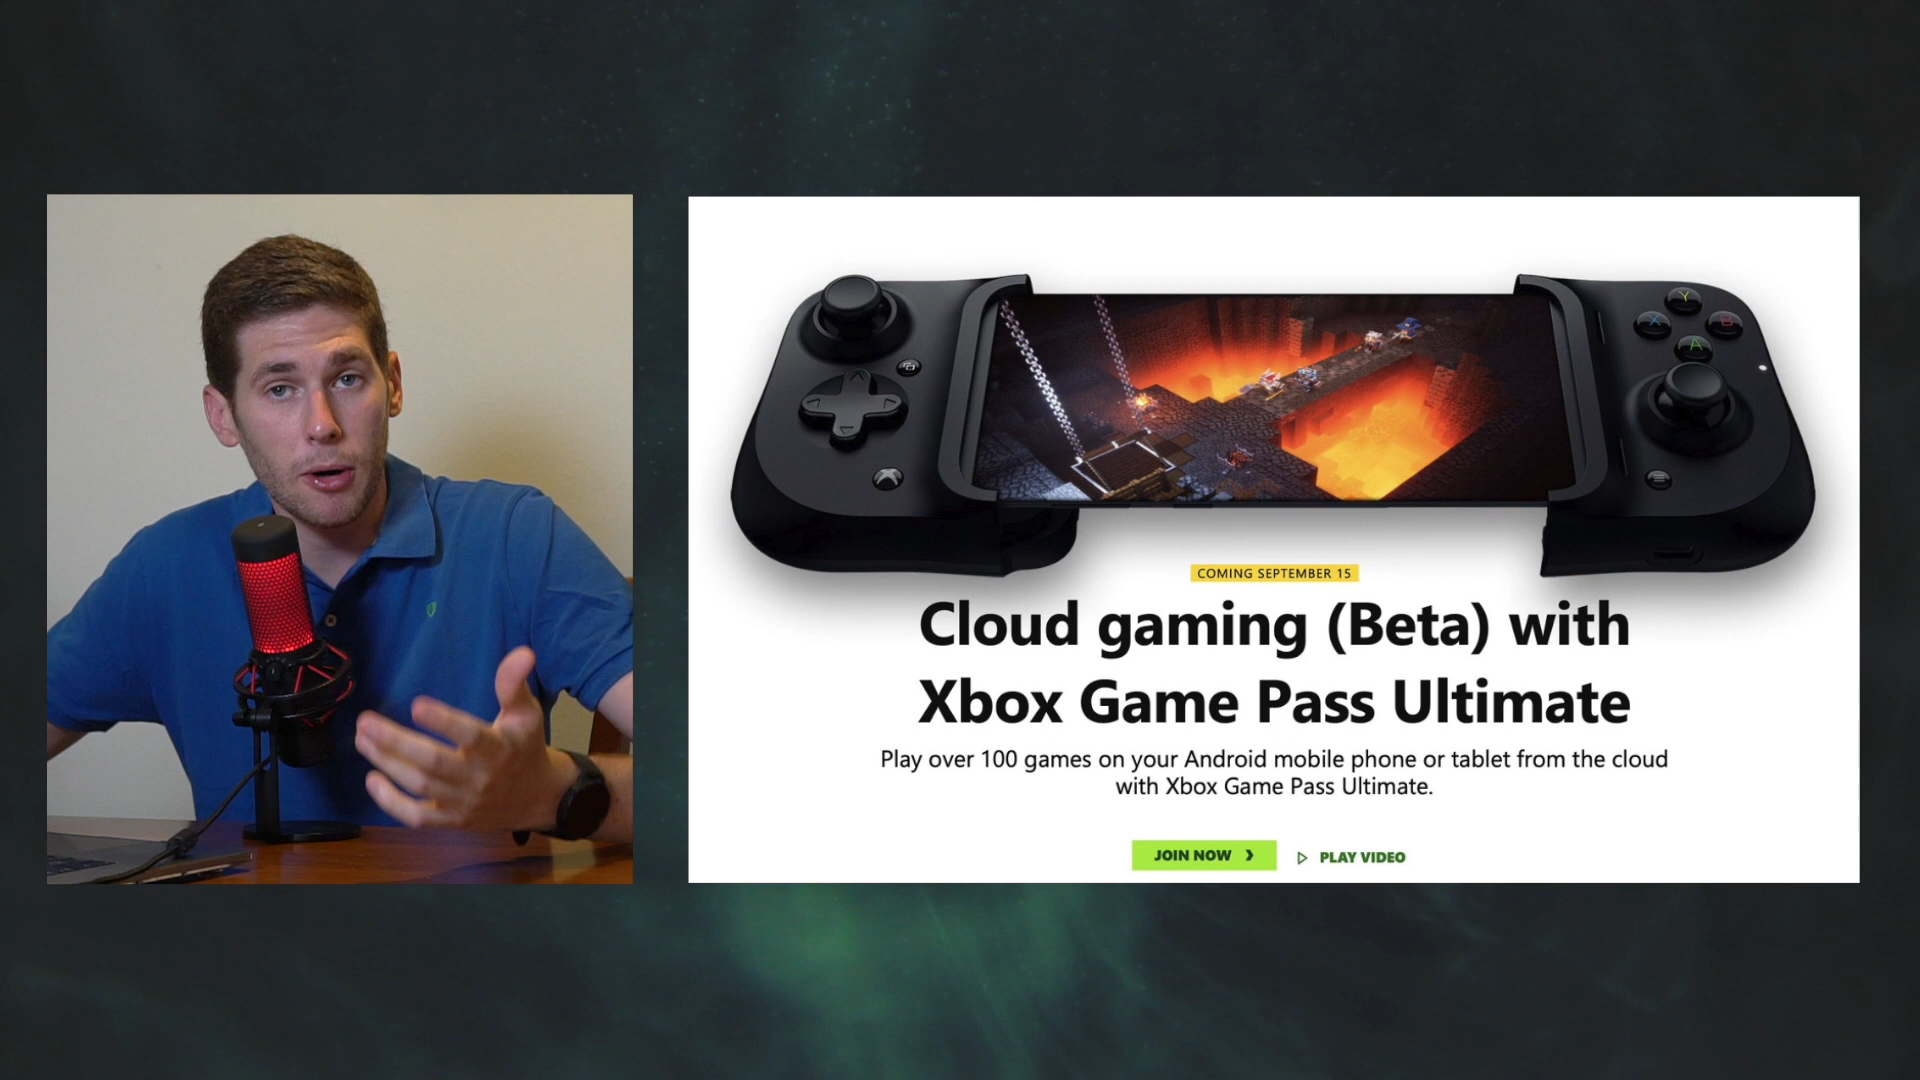 Y
X
B
A
COMING SEPTEMBER 15
Cloud gaming (Beta) with
Xbox Game Pass Ultimate
Play over 100 games on your Android mobile phone or tablet from the cloud
with Xbox Game Pass Ultimate.
JOIN NOW
PLAY VIDEO